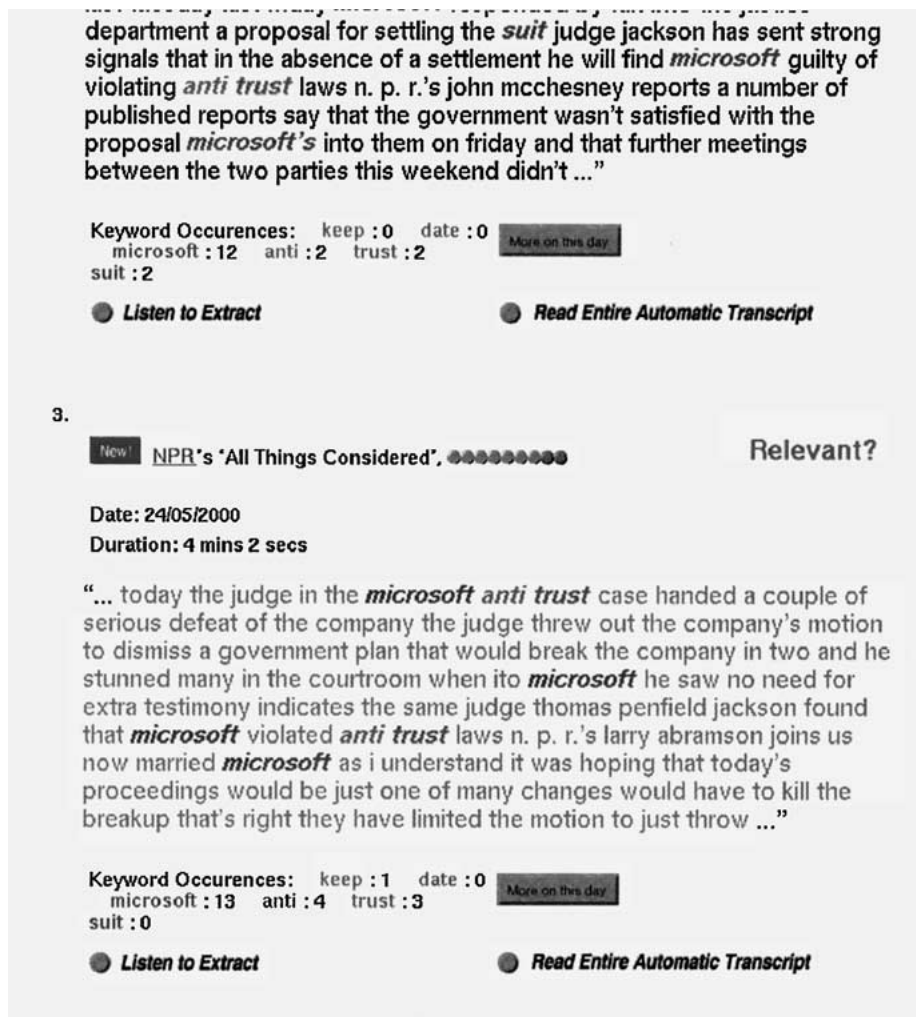 department a proposal for settling the suit judge jackson has sent strong
signals that in the absence of a settlement he will find microsoft guilty of
violating anti trust laws n. p. r.'s john mcchesney reports a number of
published reports say that the government wasn't satisfied with the
proposal microsoft's into them on friday and that further meetings
between the two parties this weekend didn't ..."
Keyword Occurences: keep : 0 date : 0 More on this day
microsoft : 12 anti : 2 trust : 2
suit : 2
Listen to Extract Read Entire Automatic Transcript
3.
New! NPR's 'All Things Considered', Relevant?
Date: 24/05/2000
Duration: 4 mins 2 secs
"... today the judge in the microsoft anti trust case handed a couple of
serious defeat of the company the judge threw out the company's motion
to dismiss a government plan that would break the company in two and he
stunned many in the courtroom when ito microsoft he saw no need for
extra testimony indicates the same judge thomas penfield jackson found
that microsoft violated anti trust laws n. p. r.'s larry abramson joins us
now married microsoft as i understand it was hoping that today's
proceedings would be just one of many changes would have to kill the
breakup that's right they have limited the motion to just throw ..."
Keyword Occurences: keep : 1 date : 0 More on this day
microsoft : 13 anti : 4 trust : 3
suit : 0
Listen to Extract Read Entire Automatic Transcript